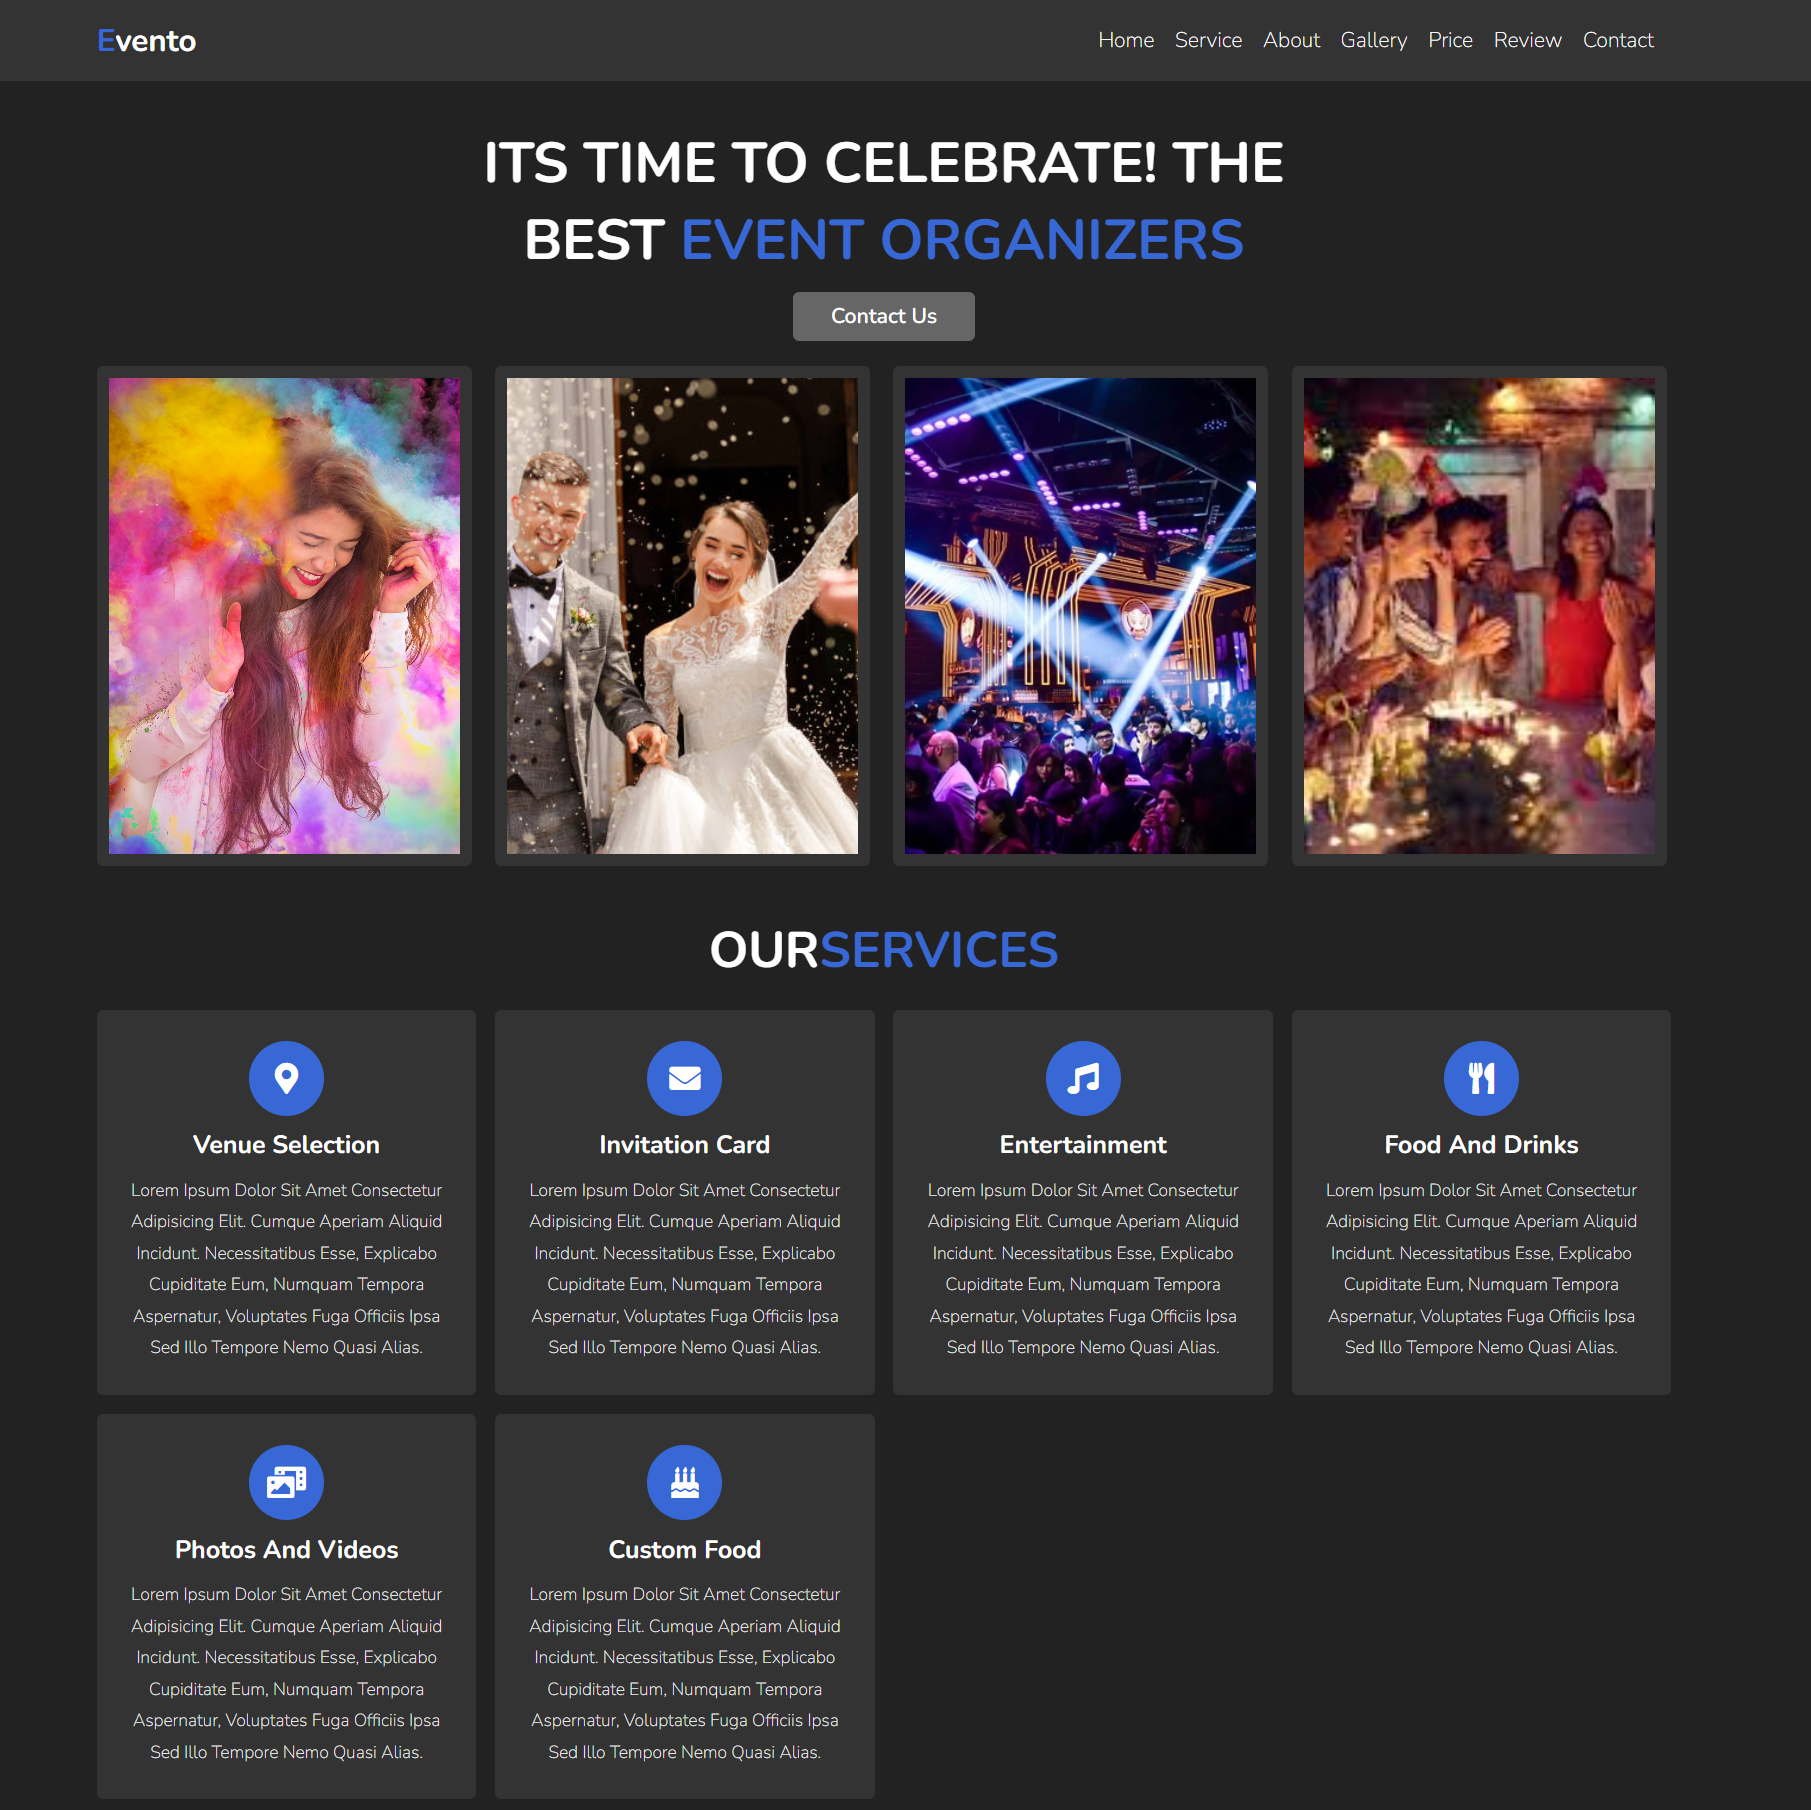 Evento
Home Service About Gallery Price Review Contact
ITS TIME TO CELEBRATE! THE
BEST EVENT ORGANIZERS
Contact Us
OURSERVICES
Venue Selection
Lorem Ipsum Dolor Sit Amet Consectetur
Adipisicing Elit. Cumque Aperiam Aliquid
Incidunt. Necessitatibus Esse, Explicabo
Cupiditate Eum, Numquam Tempora
Aspernatur, Voluptates Fuga Officiis Ipsa
Sed Illo Tempore Nemo Quasi Alias.
Invitation Card
Lorem Ipsum Dolor Sit Amet Consectetur
Adipisicing Elit. Cumque Aperiam Aliquid
Incidunt. Necessitatibus Esse, Explicabo
Cupiditate Eum, Numquam Tempora
Aspernatur, Voluptates Fuga Officiis Ipsa
Sed Illo Tempore Nemo Quasi Alias.
Entertainment
Lorem Ipsum Dolor Sit Amet Consectetur
Adipisicing Elit. Cumque Aperiam Aliquid
Incidunt. Necessitatibus Esse, Explicabo
Cupiditate Eum, Numquam Tempora
Aspernatur, Voluptates Fuga Officiis Ipsa
Sed Illo Tempore Nemo Quasi Alias.
Food And Drinks
Lorem Ipsum Dolor Sit Amet Consectetur
Adipisicing Elit. Cumque Aperiam Aliquid
Incidunt. Necessitatibus Esse, Explicabo
Cupiditate Eum, Numquam Tempora
Aspernatur, Voluptates Fuga Officiis Ipsa
Sed Illo Tempore Nemo Quasi Alias.
Photos And Videos
Lorem Ipsum Dolor Sit Amet Consectetur
Adipisicing Elit. Cumque Aperiam Aliquid
Incidunt. Necessitatibus Esse, Explicabo
Cupiditate Eum, Numquam Tempora
Aspernatur, Voluptates Fuga Officiis Ipsa
Sed Illo Tempore Nemo Quasi Alias.
Custom Food
Lorem Ipsum Dolor Sit Amet Consectetur
Adipisicing Elit. Cumque Aperiam Aliquid
Incidunt. Necessitatibus Esse, Explicabo
Cupiditate Eum, Numquam Tempora
Aspernatur, Voluptates Fuga Officiis Ipsa
Sed Illo Tempore Nemo Quasi Alias.